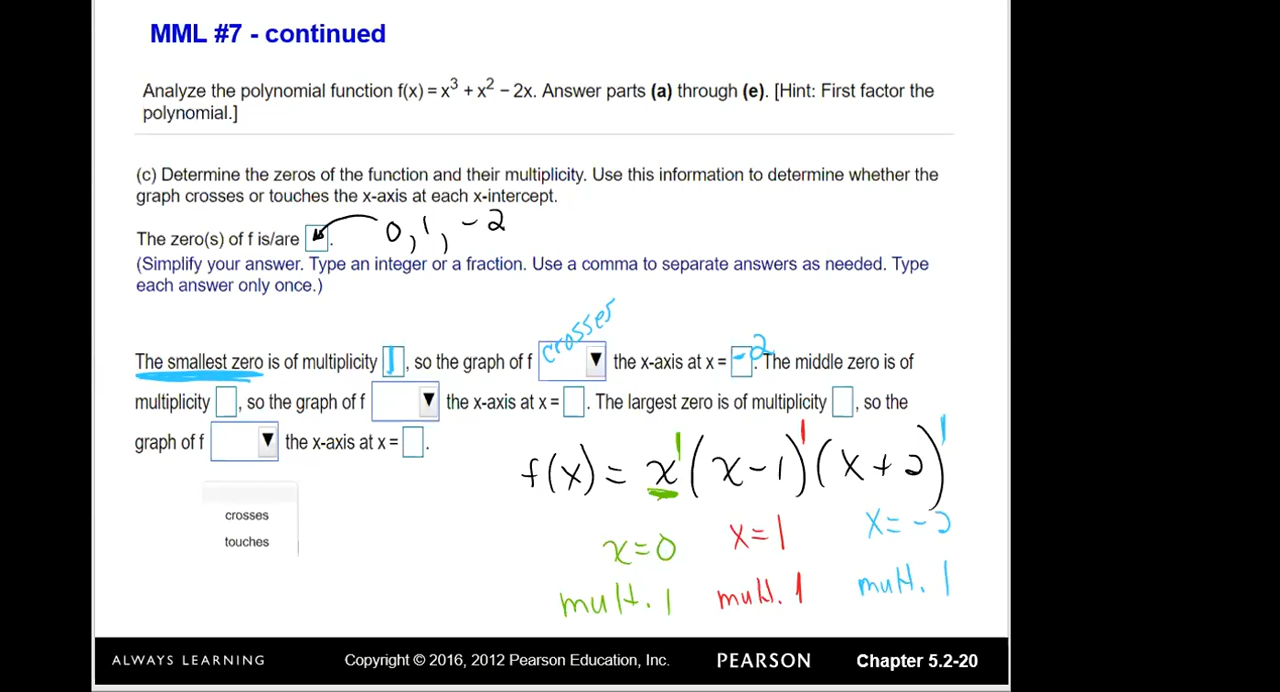 MML #7 - continued
Analyze the polynomial function f(x) = x³ + x² − 2x. Answer parts (a) through (e). [Hint: First factor the
polynomial.]
(c) Determine the zeros of the function and their multiplicity. Use this information to determine whether the
graph crosses or touches the x-axis at each x-intercept.
The zero(s) of f is/are . 0, 1, -2
(Simplify your answer. Type an integer or a fraction. Use a comma to separate answers as needed. Type
each answer only once.)
The smallest zero is of multiplicity 1, so the graph of f crosses ▼ the x-axis at x = -2. The middle zero is of
multiplicity , so the graph of f ▼ the x-axis at x = . The largest zero is of multiplicity , so the
graph of f ▼ the x-axis at x = .
f(x) = x¹ (x-1)¹ (x+2)¹
crosses
touches
x=0 x=1 x=-2
mult. 1 mult. 1 mult. 1
ALWAYS LEARNING Copyright © 2016, 2012 Pearson Education, Inc. PEARSON Chapter 5.2-20